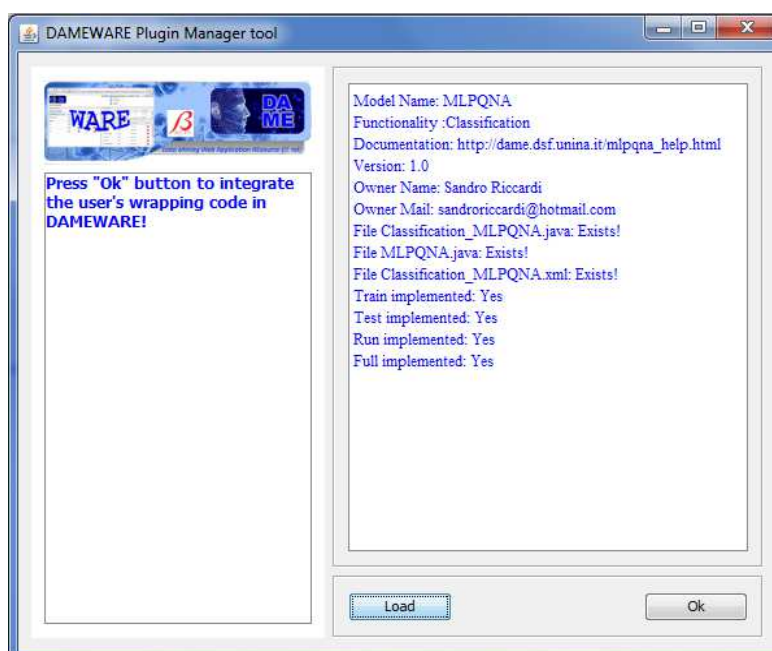 DAMEWARE Plugin Manager tool
WARE
β
DA
ME
Press "Ok" button to integrate
the user's wrapping code in
DAMEWARE!
Model Name: MLPQNA
Functionality :Classification
Documentation: http://dame.dsf.unina.it/mlpqna_help.html
Version: 1.0
Owner Name: Sandro Riccardi
Owner Mail: sandroriccardi@hotmail.com
File Classification_MLPQNA.java: Exists!
File MLPQNA.java: Exists!
File Classification_MLPQNA.xml: Exists!
Train implemented: Yes
Test implemented: Yes
Run implemented: Yes
Full implemented: Yes
Load
Ok